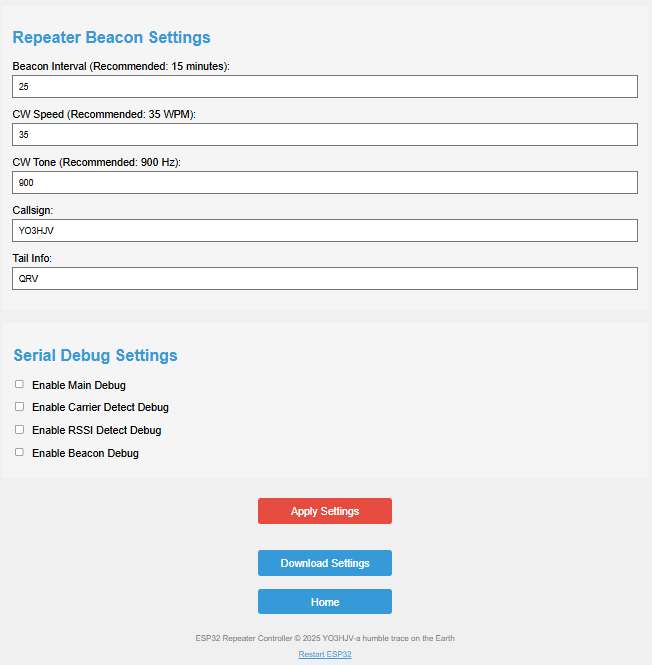 Repeater Beacon Settings
Beacon Interval (Recommended: 15 minutes):
25
CW Speed (Recommended: 35 WPM):
35
CW Tone (Recommended: 900 Hz):
900
Callsign:
YO3HJV
Tail Info:
QRV
Serial Debug Settings
Enable Main Debug
Enable Carrier Detect Debug
Enable RSSI Detect Debug
Enable Beacon Debug
Apply Settings
Download Settings
Home
ESP32 Repeater Controller © 2025 YO3HJV-a humble trace on the Earth
Restart ESP32